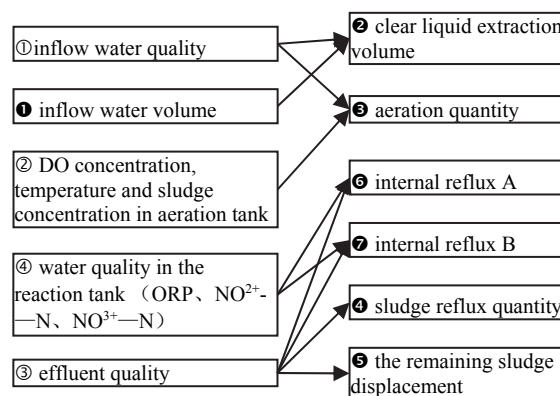 ①inflow water quality
❶ inflow water volume
② DO concentration,
temperature and sludge
concentration in aeration tank
④ water quality in the
reaction tank （ORP、NO²⁺-
—N、NO³⁺—N）
③ effluent quality
❷ clear liquid extraction
volume
❸ aeration quantity
❻ internal reflux A
❼ internal reflux B
❹ sludge reflux quantity
❺ the remaining sludge
displacement